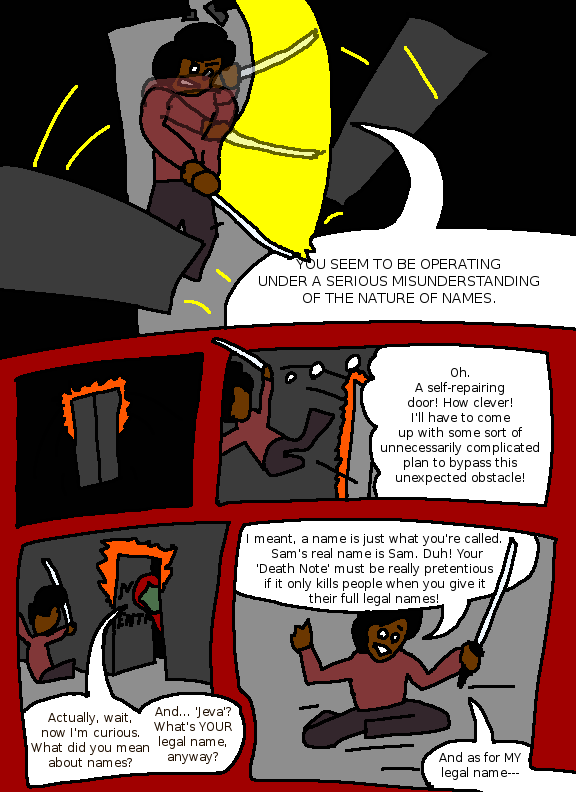 YOU SEEM TO BE OPERATING
UNDER A SERIOUS MISUNDERSTANDING
OF THE NATURE OF NAMES.
Oh.
A self-repairing
door! How clever!
I'll have to come
up with some sort of
unnecessarily complicated
plan to bypass this
unexpected obstacle!
Actually, wait,
now I'm curious.
What did you mean
about names?
And... 'Jeva'?
What's YOUR
legal name,
anyway?
I meant, a name is just what you're called.
Sam's real name is Sam. Duh! Your
'Death Note' must be really pretentious
if it only kills people when you give it
their full legal names!
And as for MY
legal name---